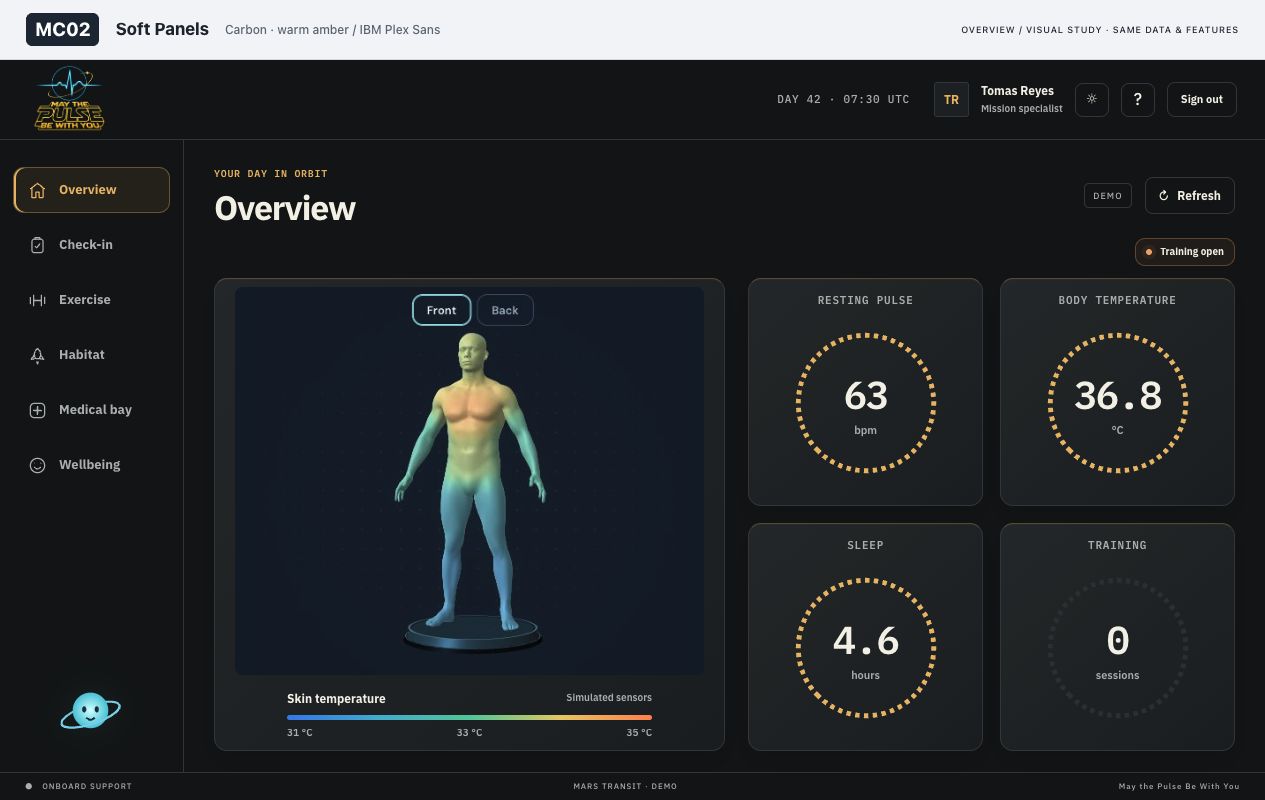 MC02 Soft Panels Carbon · warm amber / IBM Plex Sans OVERVIEW / VISUAL STUDY · SAME DATA & FEATURES
MAY THE
PULSE
BE WITH YOU
DAY 42 · 07:30 UTC
TR
Tomas Reyes
Mission specialist
?
Sign out
Overview
Check-in
Exercise
Habitat
Medical bay
Wellbeing
YOUR DAY IN ORBIT
Overview
DEMO
Refresh
Training open
Front Back
Skin temperature Simulated sensors
31 °C 33 °C 35 °C
RESTING PULSE
63
bpm
BODY TEMPERATURE
36.8
°C
SLEEP
4.6
hours
TRAINING
0
sessions
ONBOARD SUPPORT MARS TRANSIT · DEMO May the Pulse Be With You